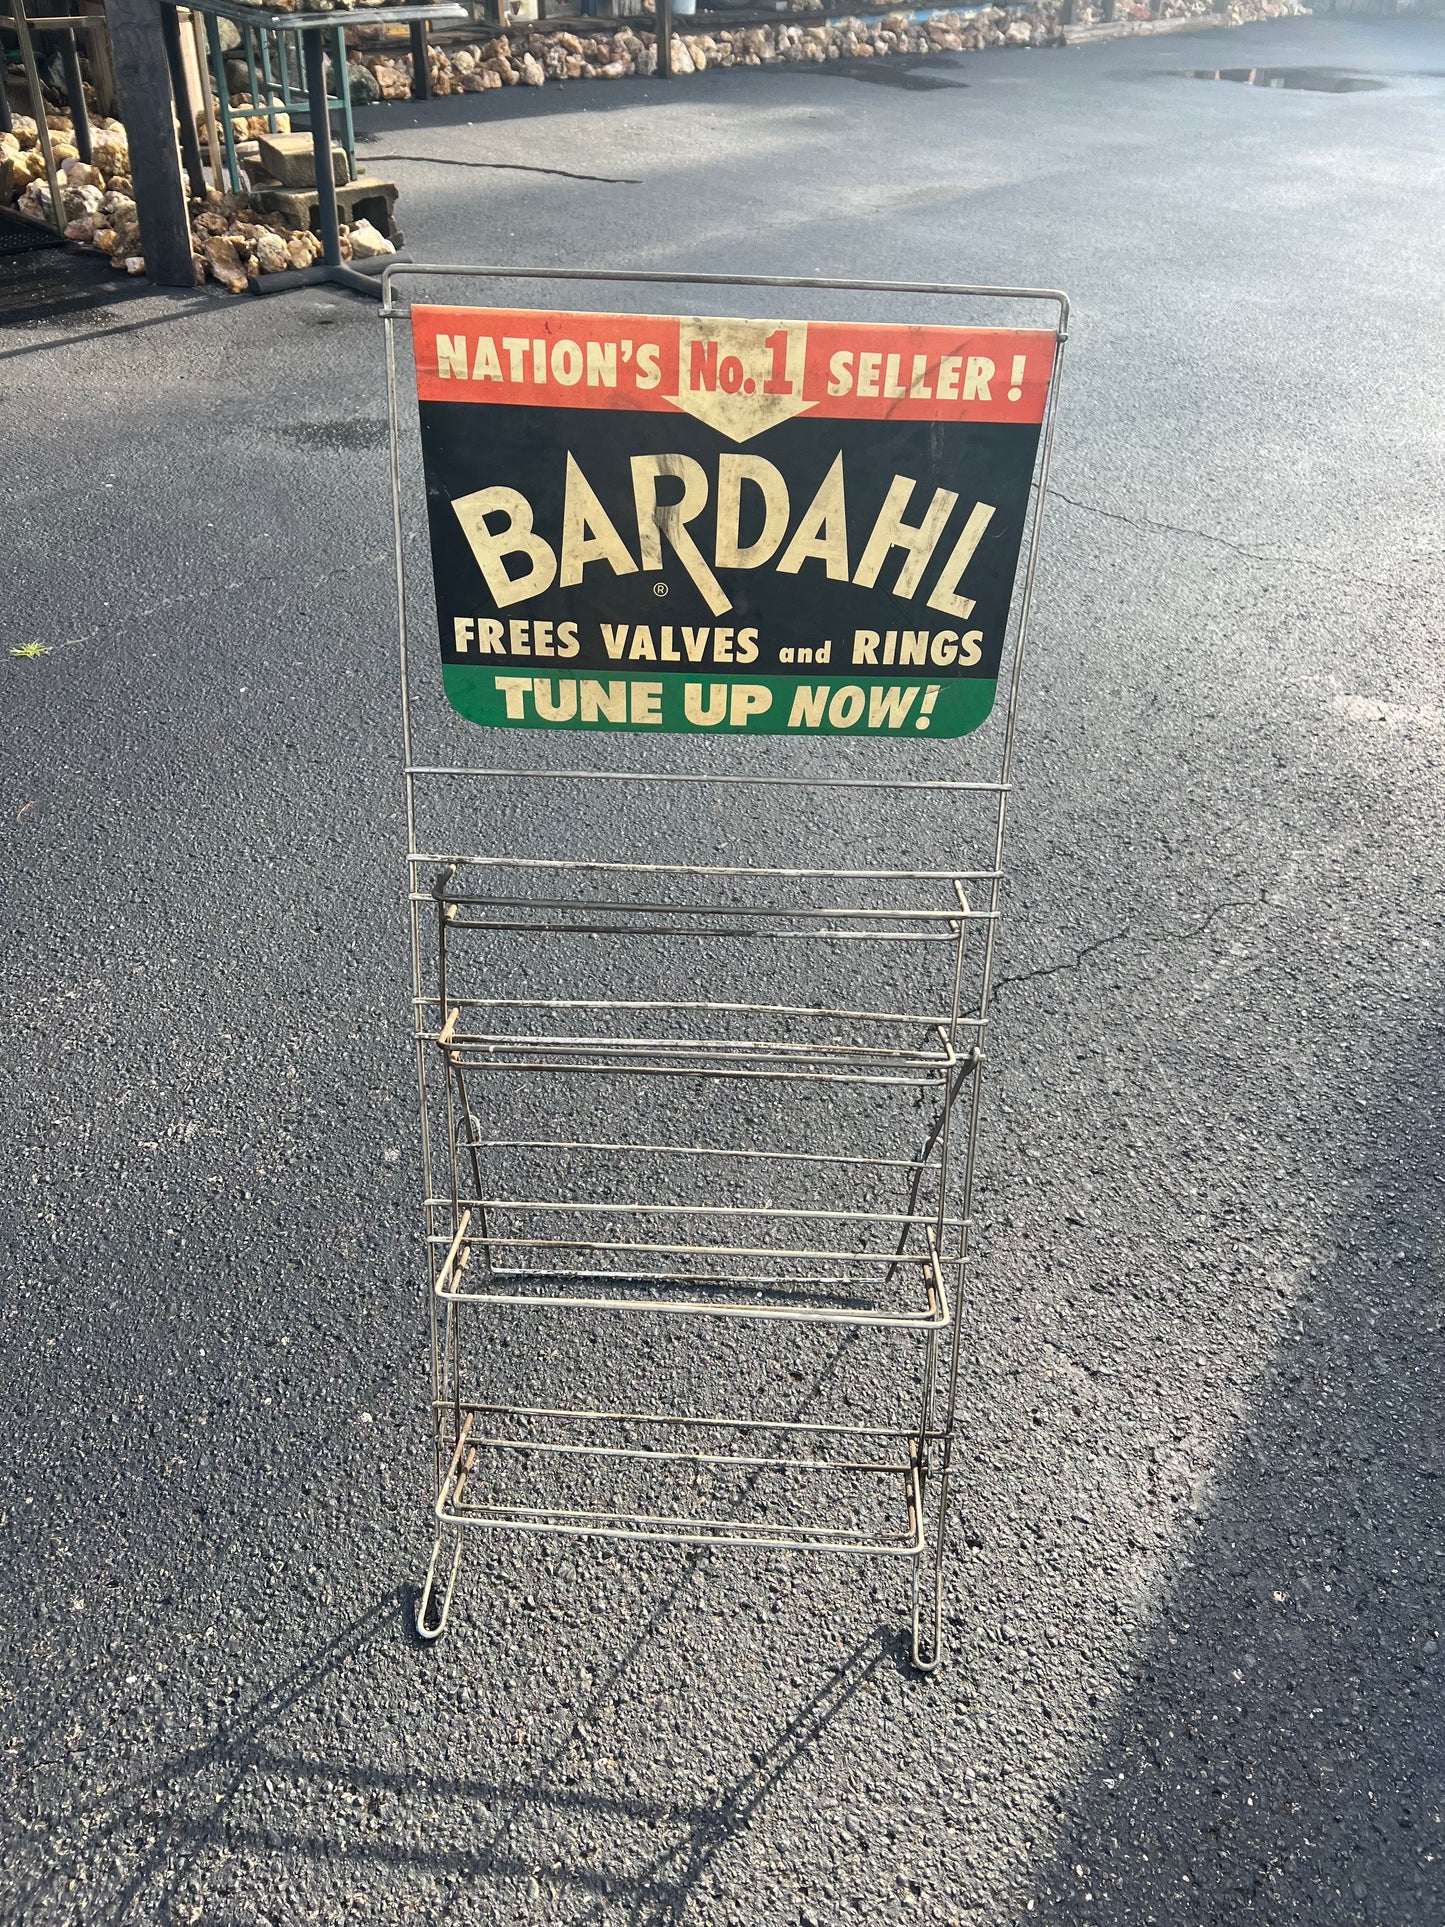 NATION'S No.1 SELLER!
BARDAHL
®
FREES VALVES and RINGS
TUNE UP NOW!